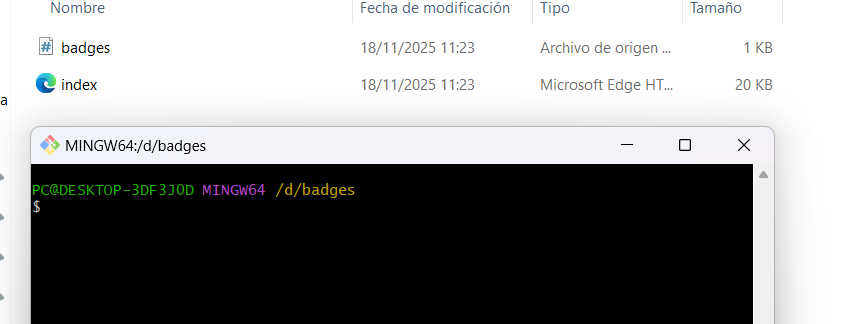 Nombre Fecha de modificación Tipo Tamaño
badges 18/11/2025 11:23 Archivo de origen ... 1 KB
index 18/11/2025 11:23 Microsoft Edge HT... 20 KB
a
MINGW64:/d/badges
PC@DESKTOP-3DF3J0D MINGW64 /d/badges
$